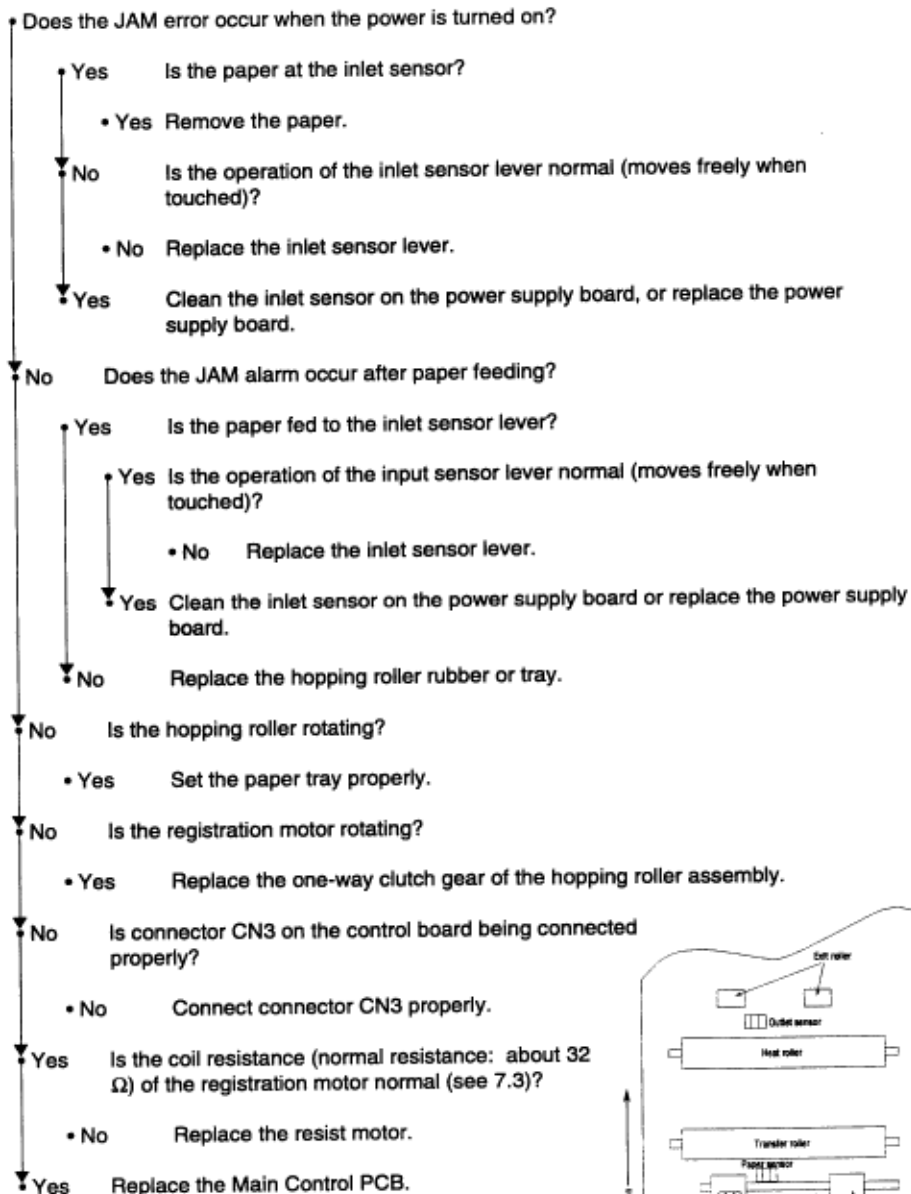 • Does the JAM error occur when the power is turned on?
• Yes Is the paper at the inlet sensor?
• Yes Remove the paper.
• No Is the operation of the inlet sensor lever normal (moves freely when
touched)?
• No Replace the inlet sensor lever.
• Yes Clean the inlet sensor on the power supply board, or replace the power
supply board.
• No Does the JAM alarm occur after paper feeding?
• Yes Is the paper fed to the inlet sensor lever?
• Yes Is the operation of the input sensor lever normal (moves freely when
touched)?
• No Replace the inlet sensor lever.
• Yes Clean the inlet sensor on the power supply board or replace the power supply
board.
• No Replace the hopping roller rubber or tray.
• No Is the hopping roller rotating?
• Yes Set the paper tray properly.
• No Is the registration motor rotating?
• Yes Replace the one-way clutch gear of the hopping roller assembly.
• No Is connector CN3 on the control board being connected
properly?
• No Connect connector CN3 properly.
• Yes Is the coil resistance (normal resistance: about 32
Ω) of the registration motor normal (see 7.3)?
• No Replace the resist motor.
• Yes Replace the Main Control PCB.
Exit roller
Outlet sensor
Heat roller
Transfer roller
Paper sensor